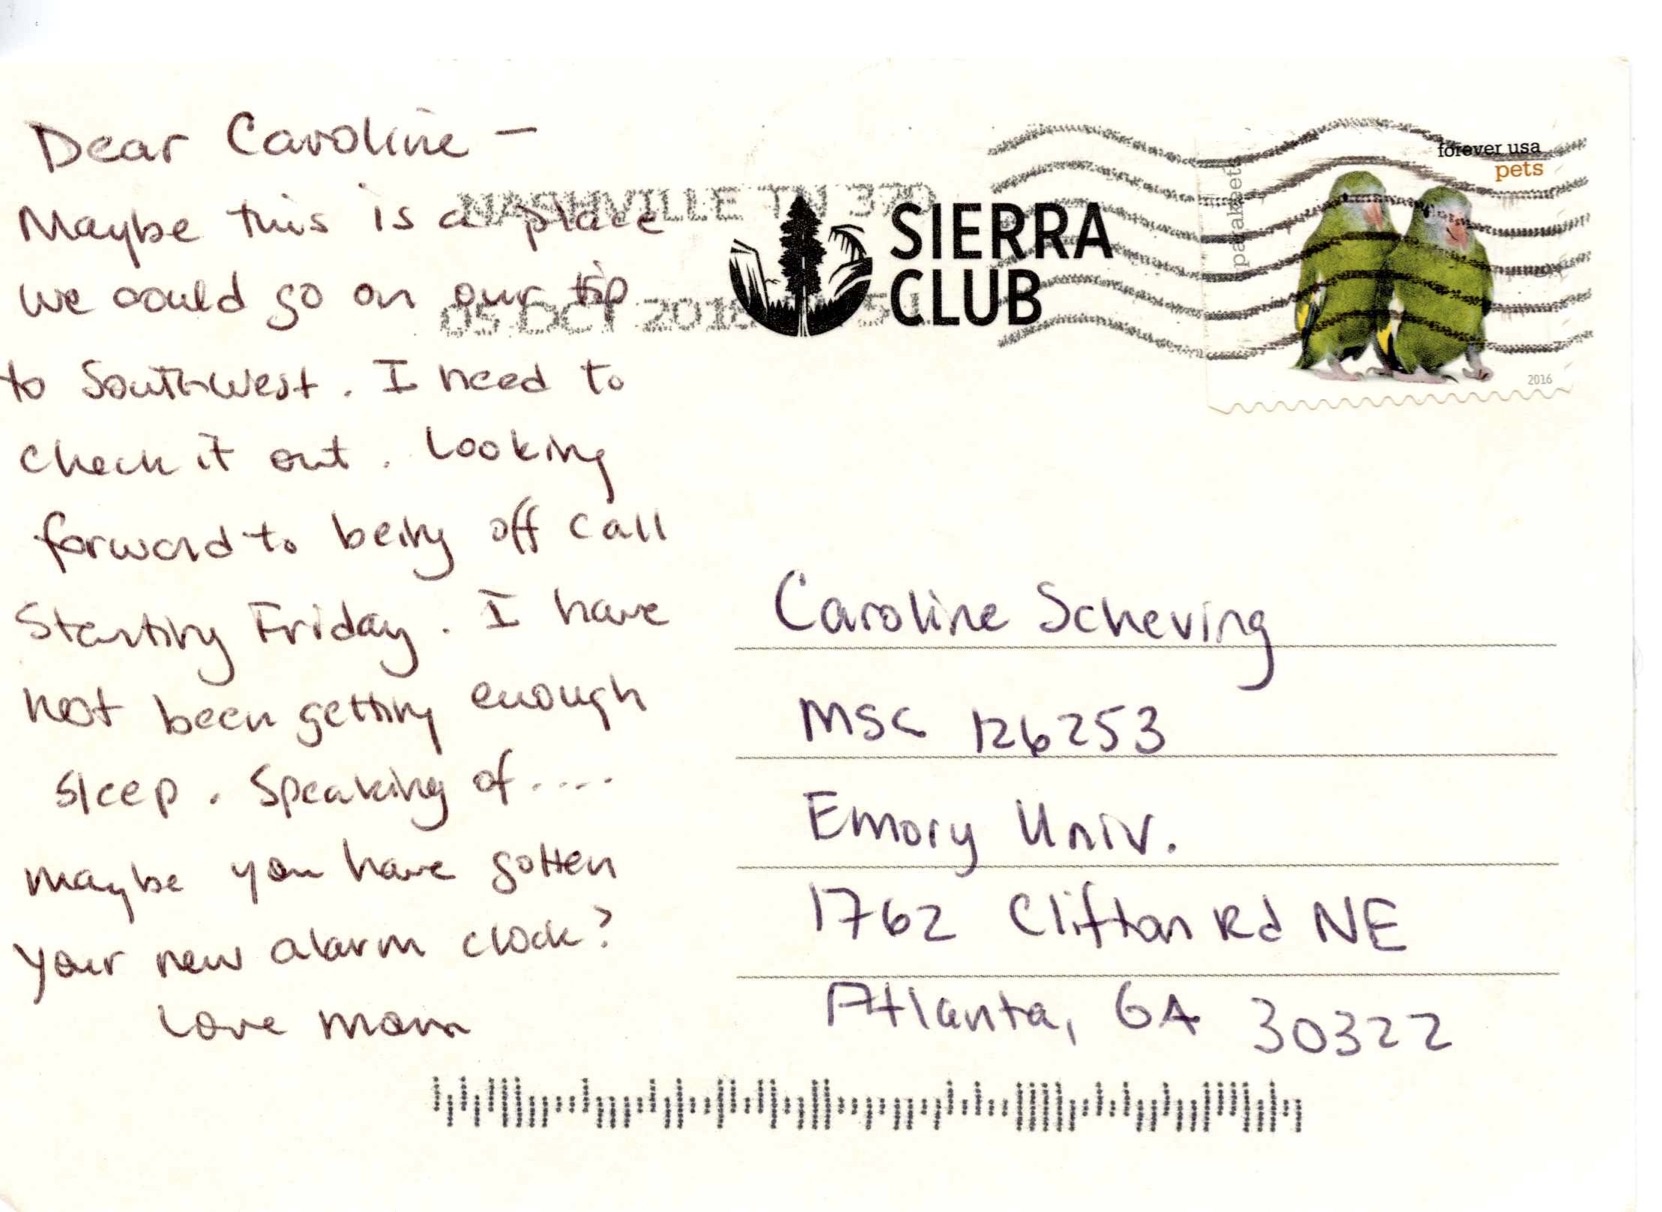 Dear Caroline —
Maybe this is a place
we could go on our trip
to Southwest. I need to
check it out. Looking
forward to being off call
Starting Friday. I have
not been getting enough
sleep. Speaking of....
maybe you have gotten
your new alarm clock?
Love mom
NASHVILLE TN 370
05 OCT 2018
SIERRA
CLUB
forever usa
pets
parakeets
2016
Caroline Scheving
MSC 126253
Emory Univ.
1762 Clifton Rd NE
Atlanta, GA 30322